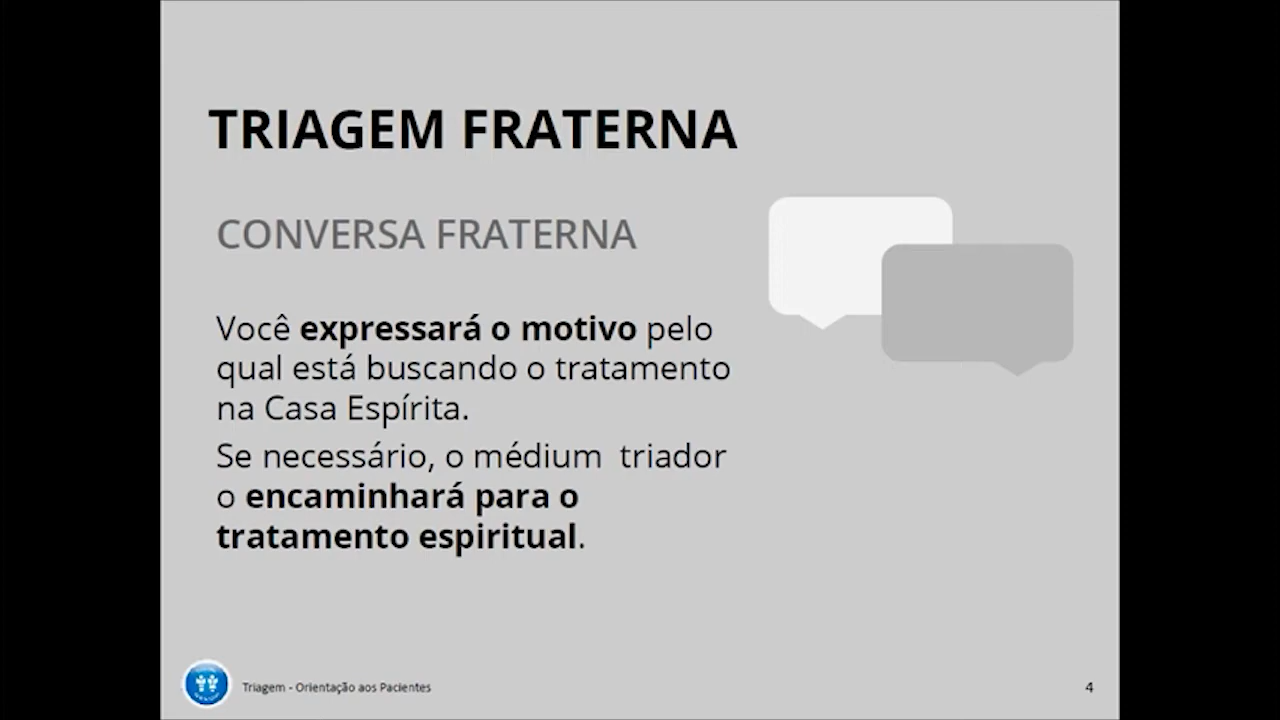 TRIAGEM FRATERNA
CONVERSA FRATERNA
Você expressará o motivo pelo
qual está buscando o tratamento
na Casa Espírita.
Se necessário, o médium  triador
o encaminhará para o
tratamento espiritual.
Triagem - Orientação aos Pacientes
4